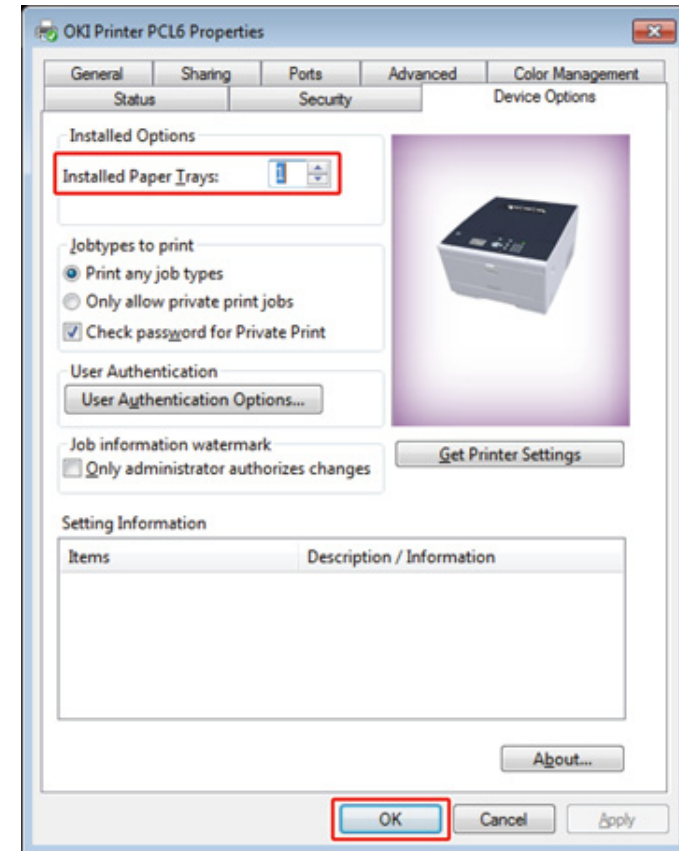 OKI Printer PCL6 Properties
General Sharing Ports Advanced Color Management
Status Security Device Options
Installed Options
Installed Paper Trays: 1
Jobtypes to print
Print any job types
Only allow private print jobs
Check password for Private Print
User Authentication
User Authentication Options...
Job information watermark
Only administrator authorizes changes
Get Printer Settings
Setting Information
Items Description / Information
About...
OK Cancel Apply